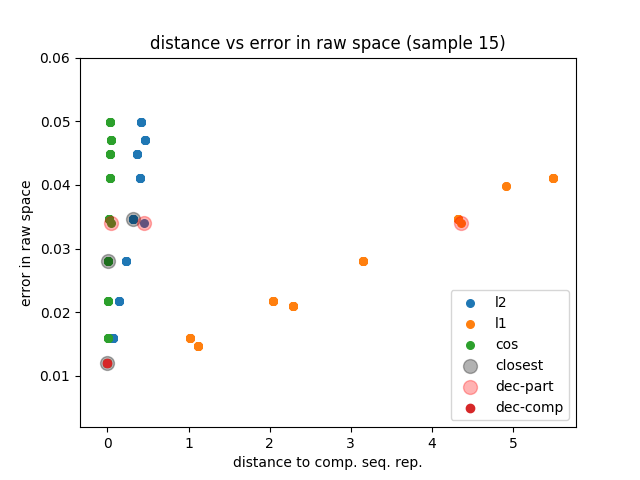 distance vs error in raw space (sample 15)
0.06
0.05
0.04
0.03
0.02
0.01
error in raw space
0 1 2 3 4 5
distance to comp. seq. rep.
l2
l1
cos
closest
dec-part
dec-comp